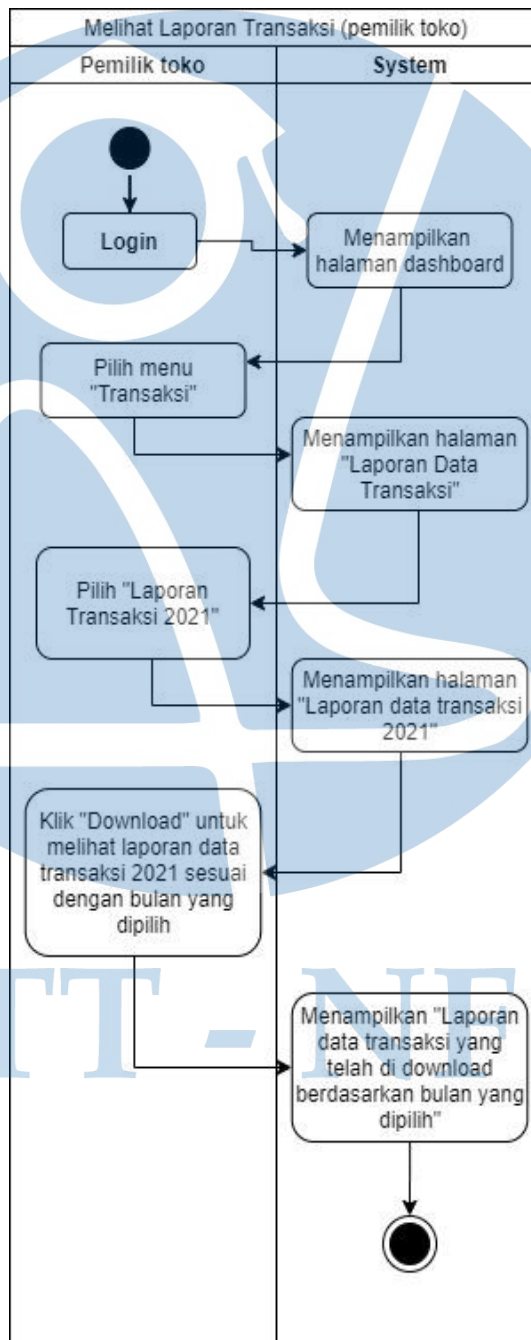 Melihat Laporan Transaksi (pemilik toko)
Pemilik toko
System
Login
Menampilkan
halaman dashboard
Pilih menu
"Transaksi"
Menampilkan halaman
"Laporan Data
Transaksi"
Pilih "Laporan
Transaksi 2021"
Menampilkan halaman
"Laporan data transaksi
2021"
Klik "Download" untuk
melihat laporan data
transaksi 2021 sesuai
dengan bulan yang
dipilih
TT - NF
Menampilkan "Laporan
data transaksi yang
telah di download
berdasarkan bulan yang
dipilih"